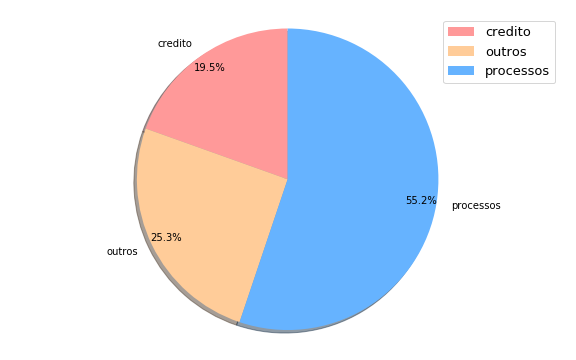 credito
19.5%
credito
outros
processos
55.2%
processos
25.3%
outros